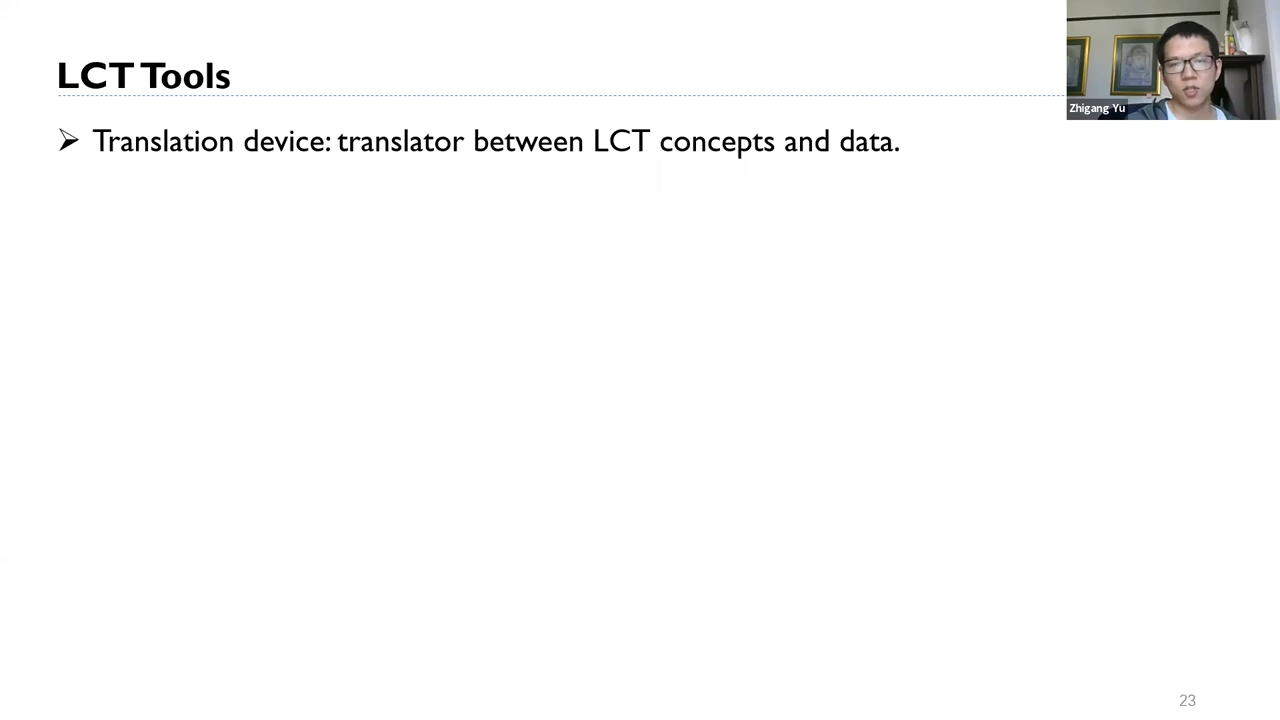 LCT Tools
Zhigang Yu
➢ Translation device: translator between LCT concepts and data.
23